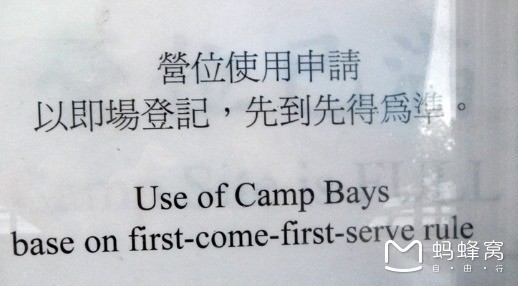 營位使用申請
以即場登記，先到先得爲準。
Use of Camp Bays
base on first-come-first-serve rule
蚂蜂窝
自·由·行